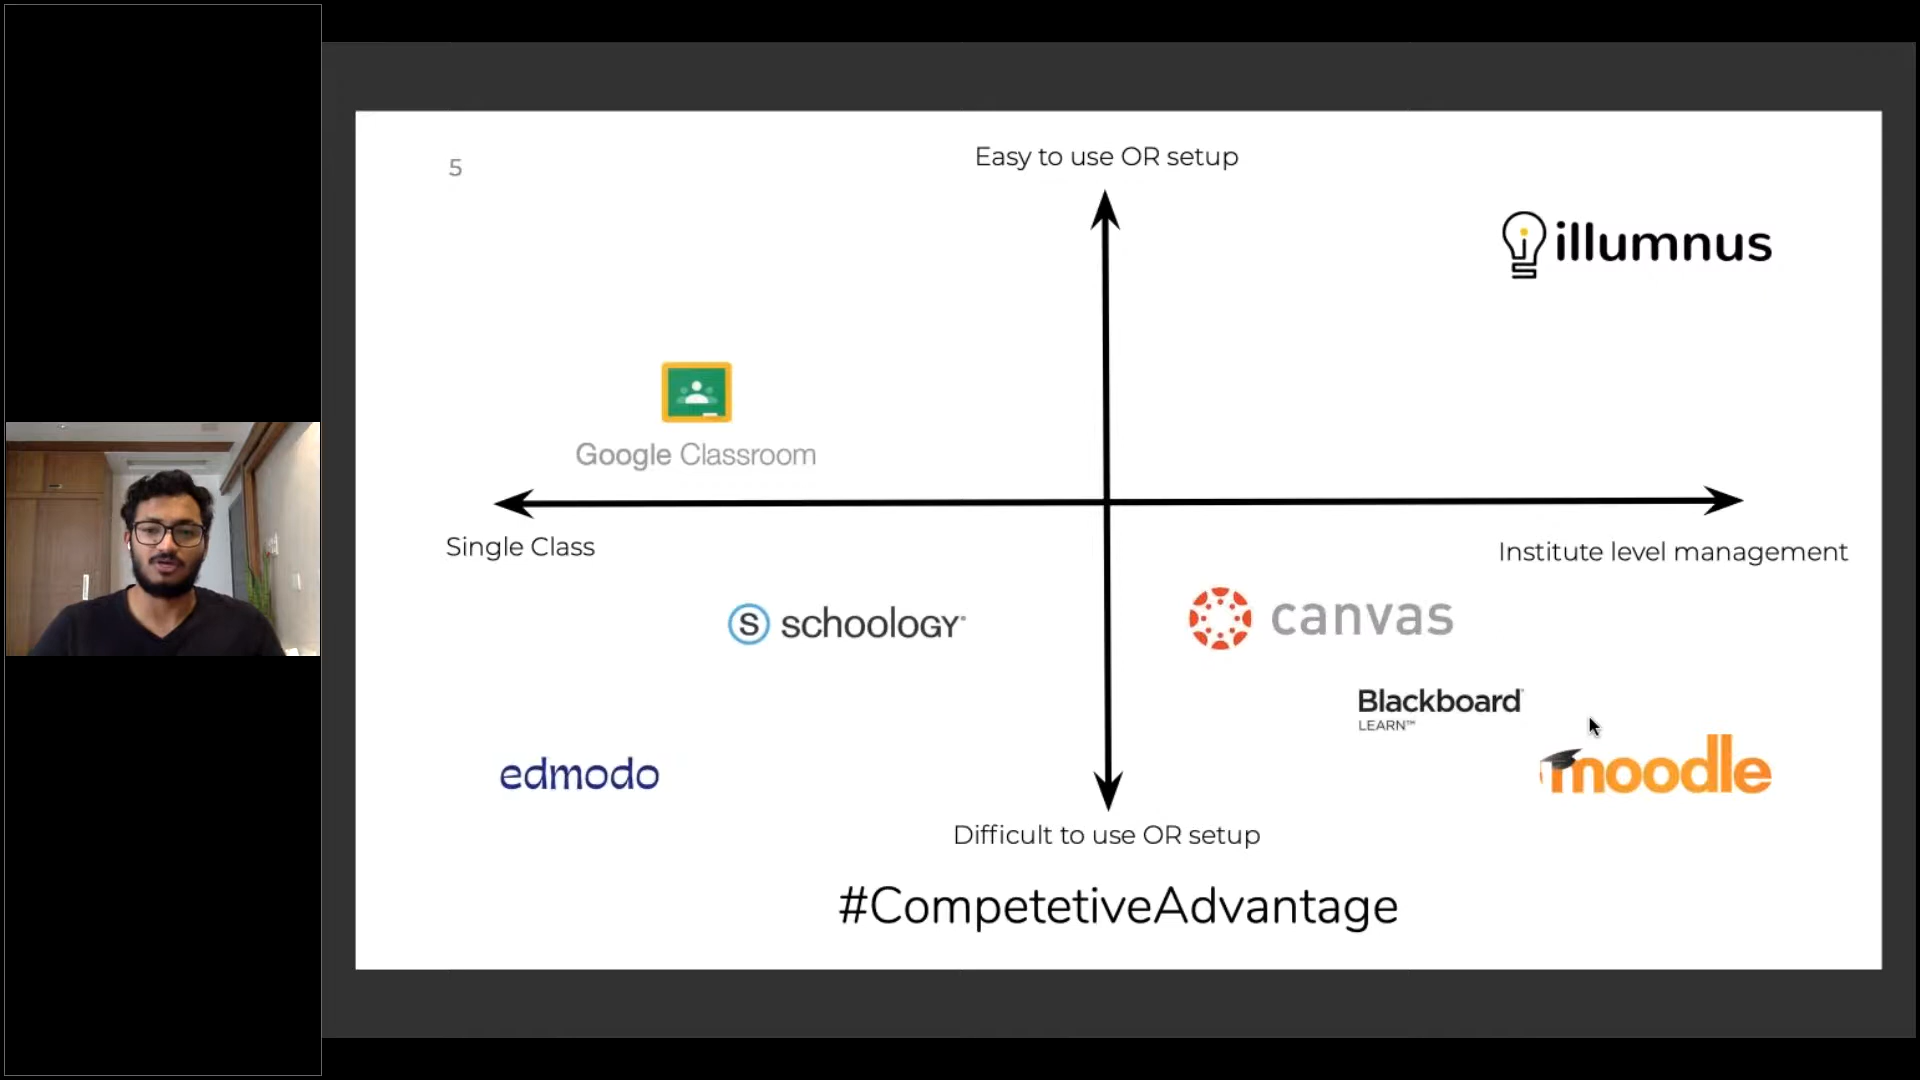 5
Easy to use OR setup
illumnus
Google Classroom
Single Class
Institute level management
S schoology
canvas
Blackboard
LEARN™
edmodo
moodle
Difficult to use OR setup
#CompetetiveAdvantage